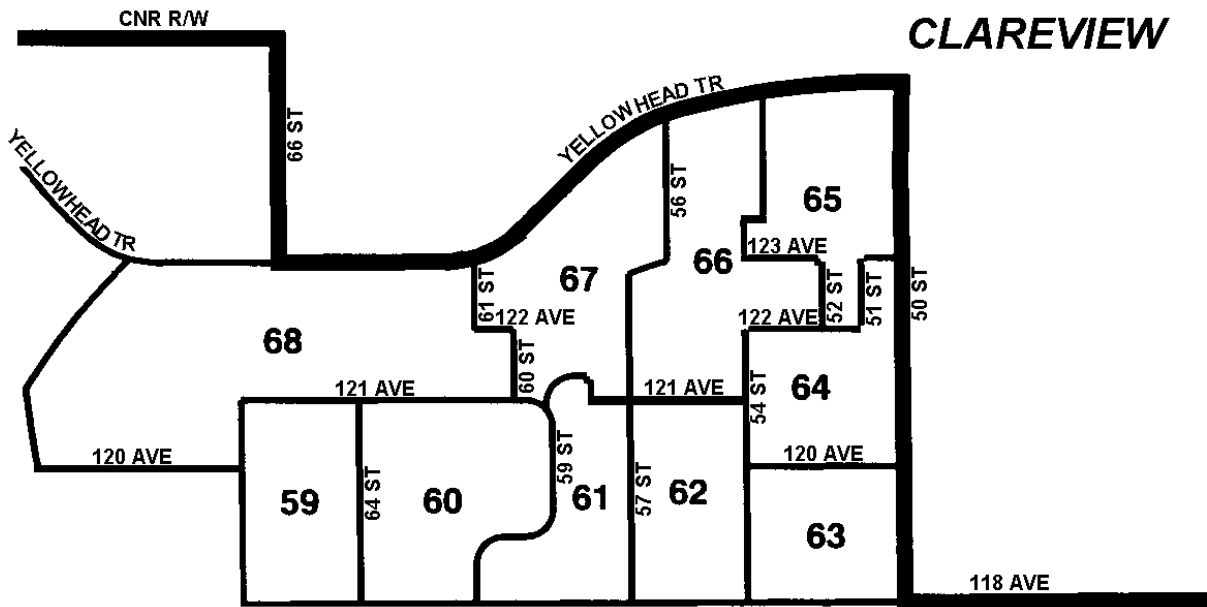 CNR R/W
CLAREVIEW
YELLOWHEAD TR
66 ST
YELLOWHEAD TR
56 ST
65
123 AVE
66
67
61 ST
122 AVE
52 ST
51 ST
50 ST
122 AVE
68
60 ST
121 AVE
121 AVE
54 ST
64
120 AVE
59 ST
120 AVE
59
64 ST
60
61
57 ST
62
63
118 AVE